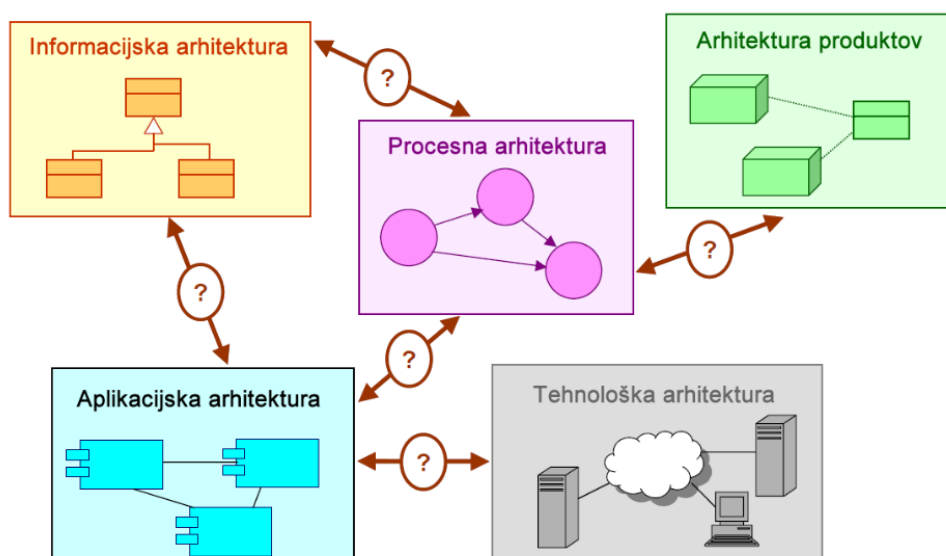 Informacijska arhitektura
Arhitektura produktov
?
Procesna arhitektura
?
?
?
Aplikacijska arhitektura
Tehnološka arhitektura
?